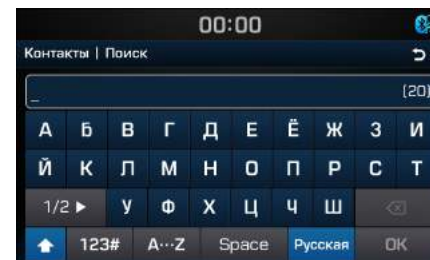 00:00
Контакты | Поиск
_ (20)
А Б В Г Д Е Ё Ж З И
Й К Л М Н О П Р С Т
1/2 ▶ У Ф Х Ц Ч Ш
123# A···Z Space Русская OK